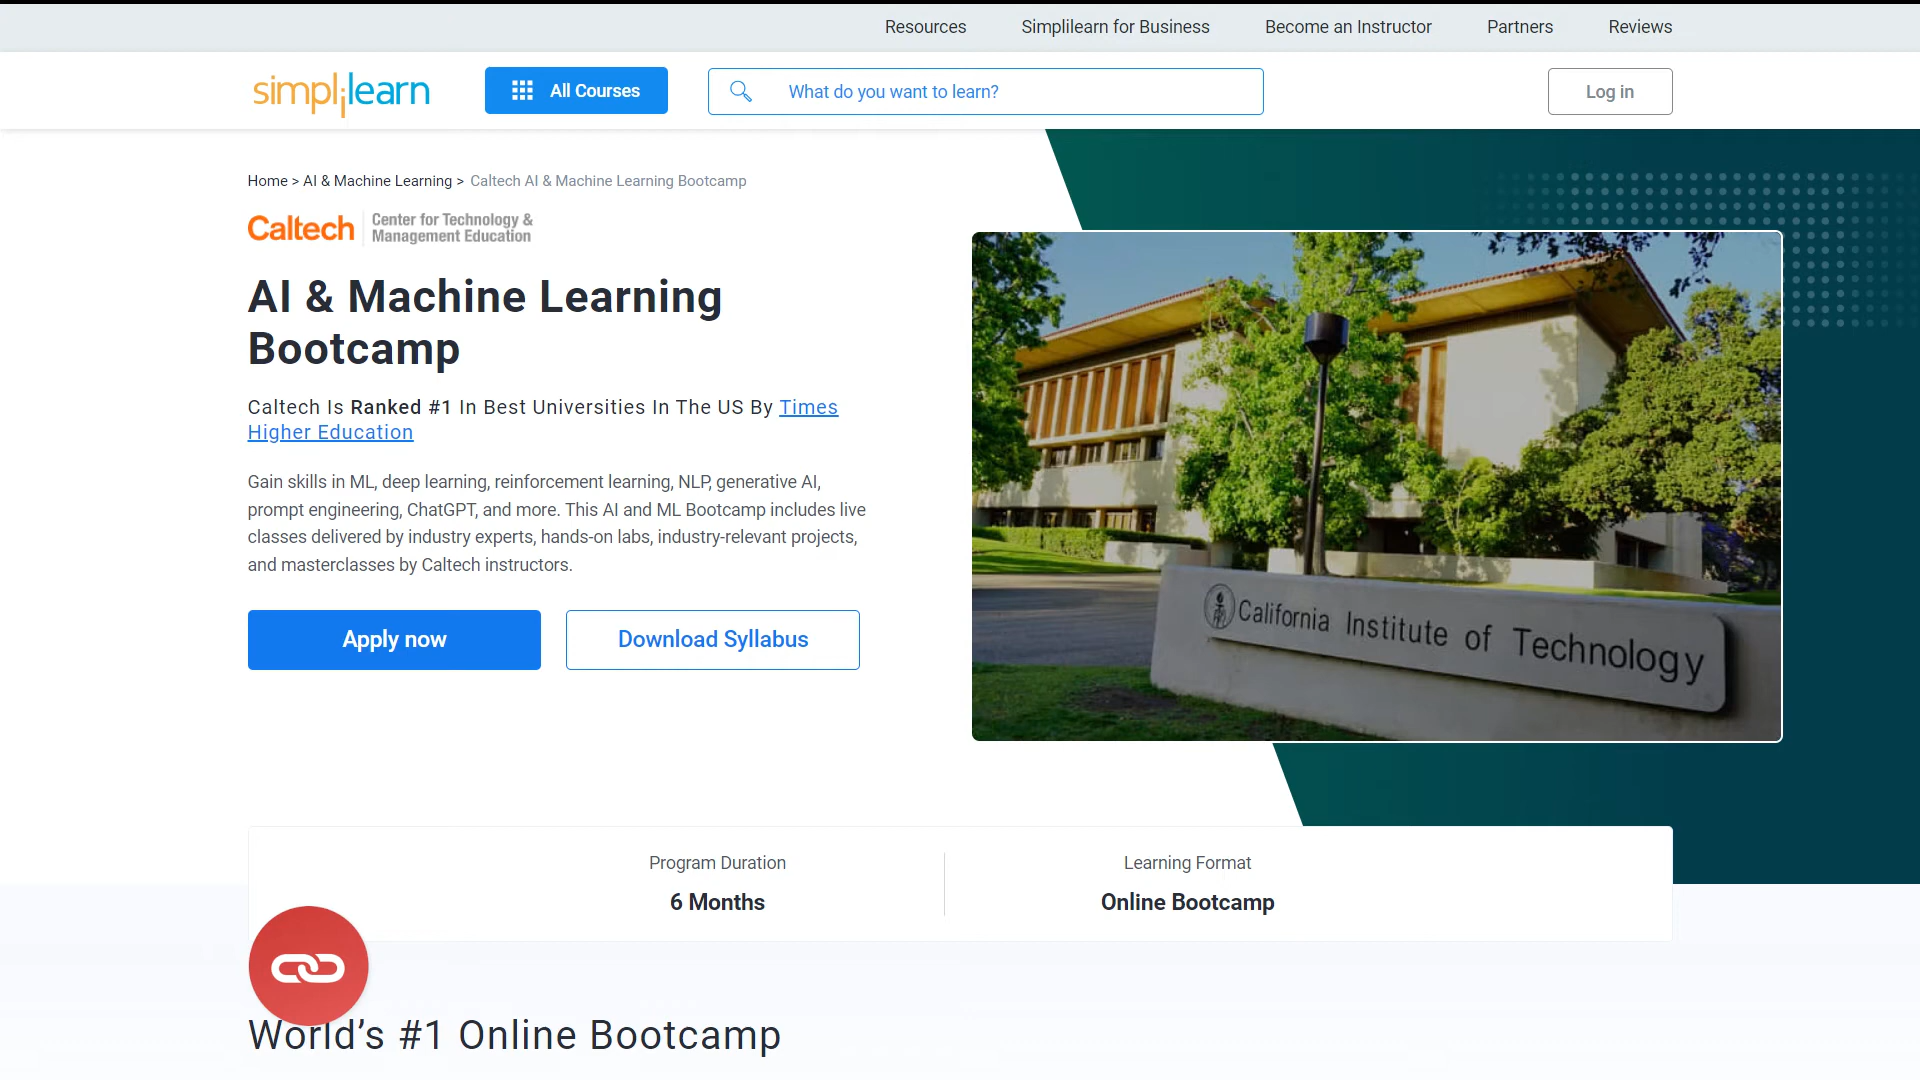 Resources Simplilearn for Business Become an Instructor Partners Reviews
simplilearn All Courses What do you want to learn? Log in
Home > AI & Machine Learning > Caltech AI & Machine Learning Bootcamp
Caltech Center for Technology &
Management Education
AI & Machine Learning
Bootcamp
Caltech Is Ranked #1 In Best Universities In The US By Times
Higher Education
Gain skills in ML, deep learning, reinforcement learning, NLP, generative AI,
prompt engineering, ChatGPT, and more. This AI and ML Bootcamp includes live
classes delivered by industry experts, hands-on labs, industry-relevant projects,
and masterclasses by Caltech instructors.
Apply now Download Syllabus
California Institute of Technology
Program Duration Learning Format
6 Months Online Bootcamp
World’s #1 Online Bootcamp